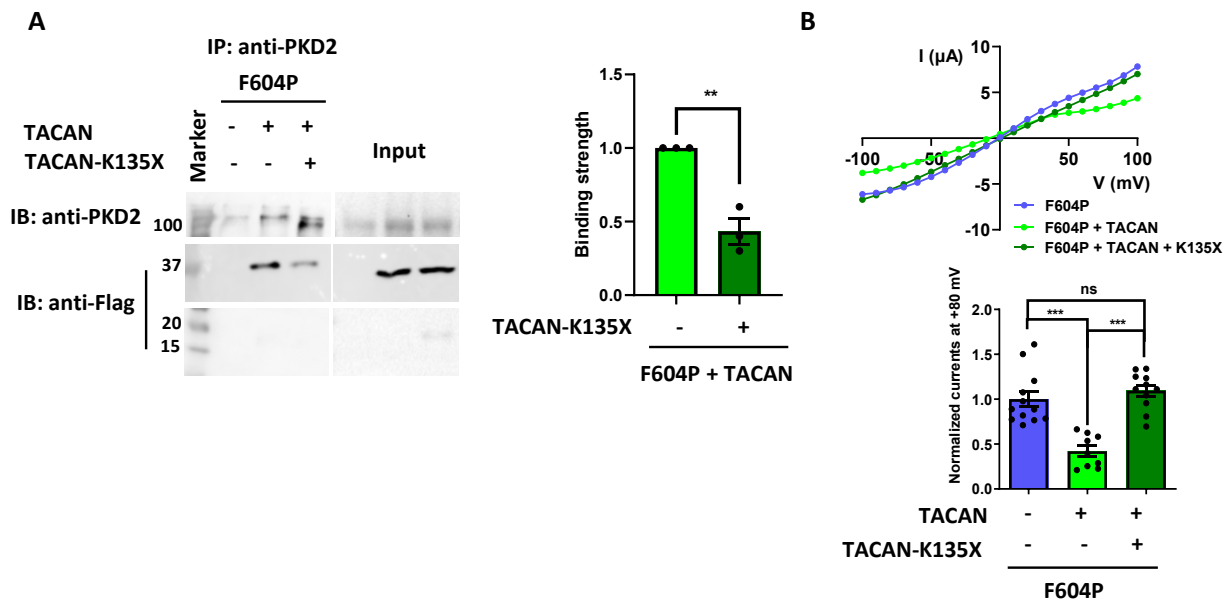 A
IP: anti-PKD2
F604P
TACAN - + +
TACAN-K135X - - +
Marker
Input
IB: anti-PKD2
100
37
IB: anti-Flag
20
15
Binding strength
1.5
**
1.0
0.5
0.0
TACAN-K135X - +
F604P + TACAN
B
I (µA)
10
5
-100 -50 50 100
V (mV)
-5
-10
F604P
F604P + TACAN
F604P + TACAN + K135X
Normalized currents at +80 mV
ns
2.0
*** ***
1.5
1.0
0.5
0.0
TACAN - + +
TACAN-K135X - - +
F604P